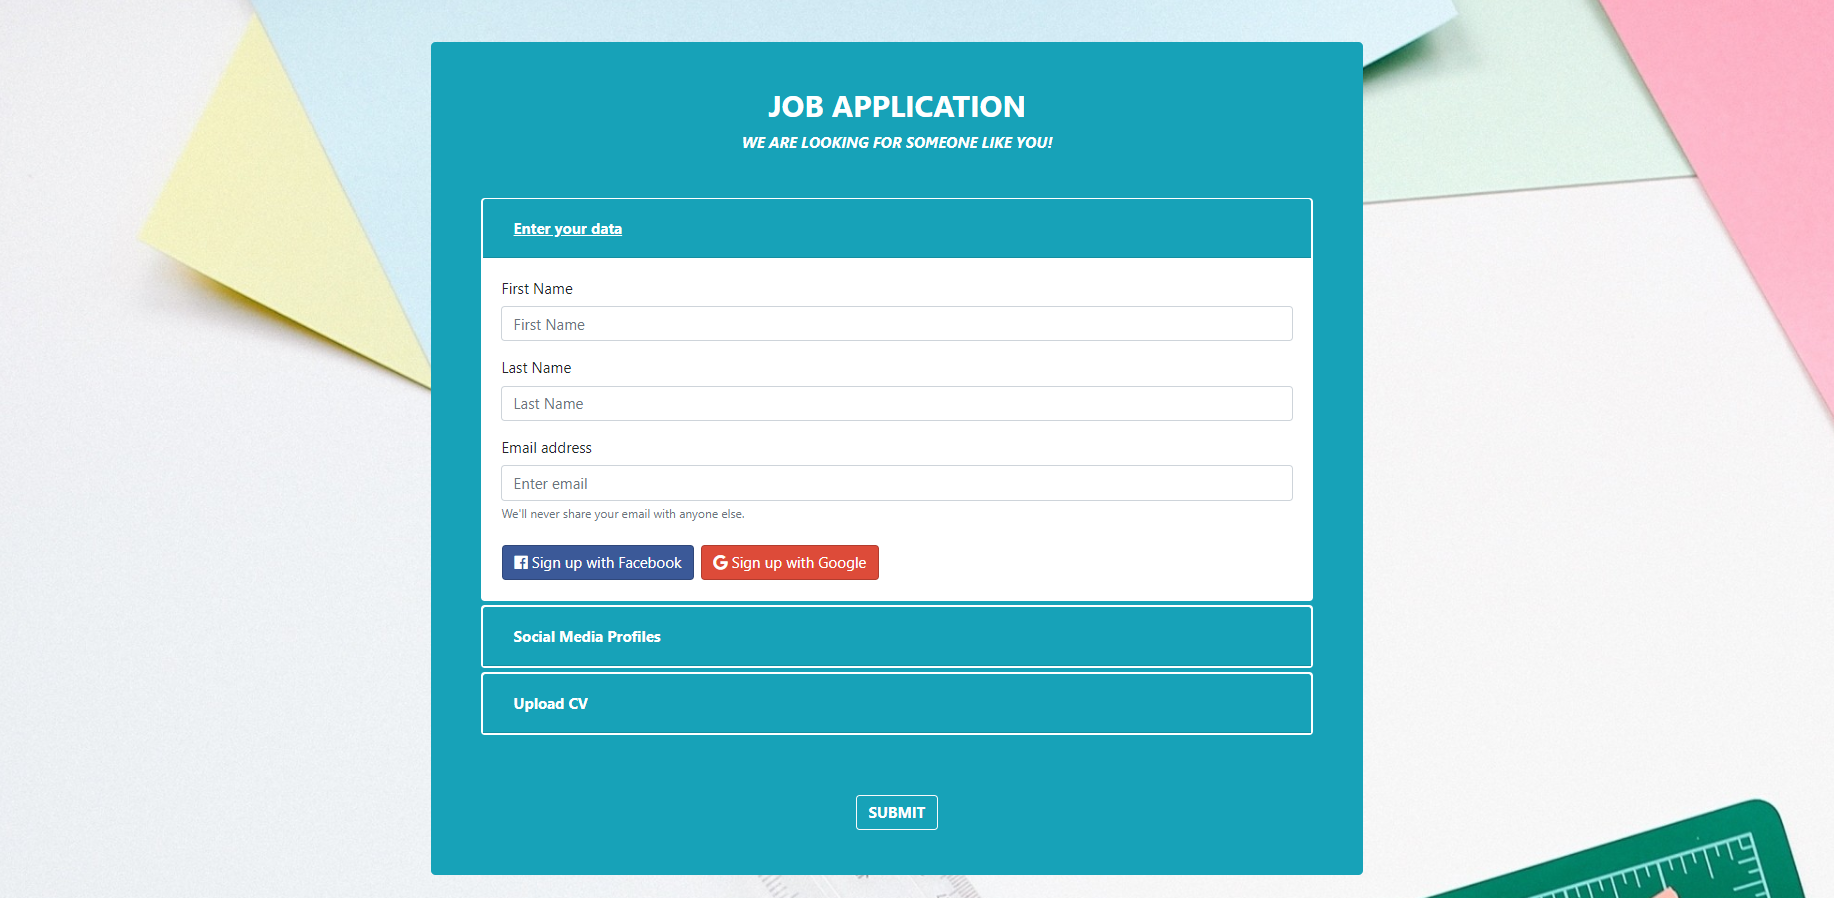 JOB APPLICATION
WE ARE LOOKING FOR SOMEONE LIKE YOU!
Enter your data
First Name
First Name
Last Name
Last Name
Email address
Enter email
We'll never share your email with anyone else.
Sign up with Facebook
Sign up with Google
Social Media Profiles
Upload CV
SUBMIT